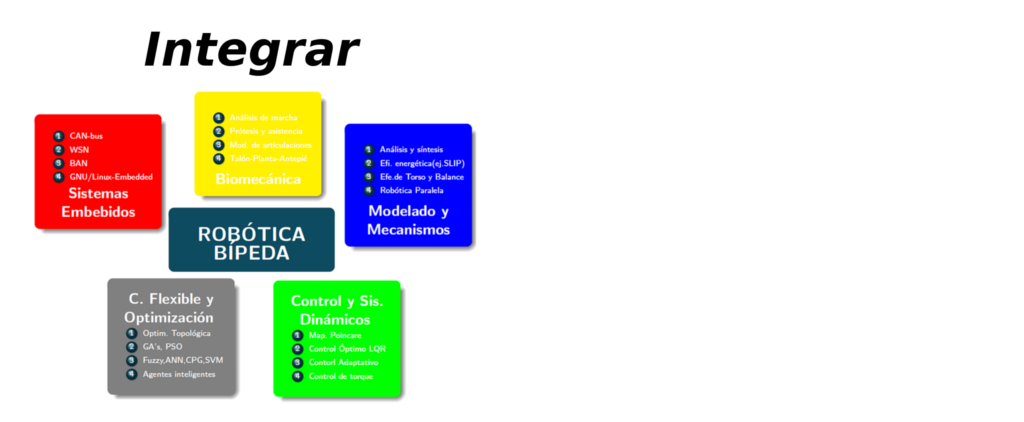 Integrar
1 CAN-bus
2 WSN
3 BAN
4 GNU/Linux-Embedded
Sistemas
Embebidos
1 Análisis de marcha
2 Prótesis y asistencia
3 Mod. de articulaciones
4 Talón-Planta-Antepié
Biomecánica
1 Análisis y síntesis
2 Efi. energética(ej.SLIP)
3 Efe.de Torso y Balance
4 Robótica Paralela
Modelado y
Mecanismos
ROBÓTICA
BÍPEDA
C. Flexible y
Optimización
1 Optim. Topológica
2 GA's, PSO
3 Fuzzy,ANN,CPG,SVM
4 Agentes inteligentes
Control y Sis.
Dinámicos
1 Map. Poincare
2 Control Óptimo LQR
3 Contorl Adaptativo
4 Control de torque